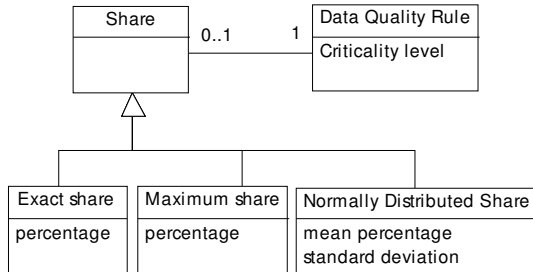 Share
Data Quality Rule
0..1
1
Criticality level
Exact share
Maximum share
Normally Distributed Share
percentage
percentage
mean percentage
standard deviation